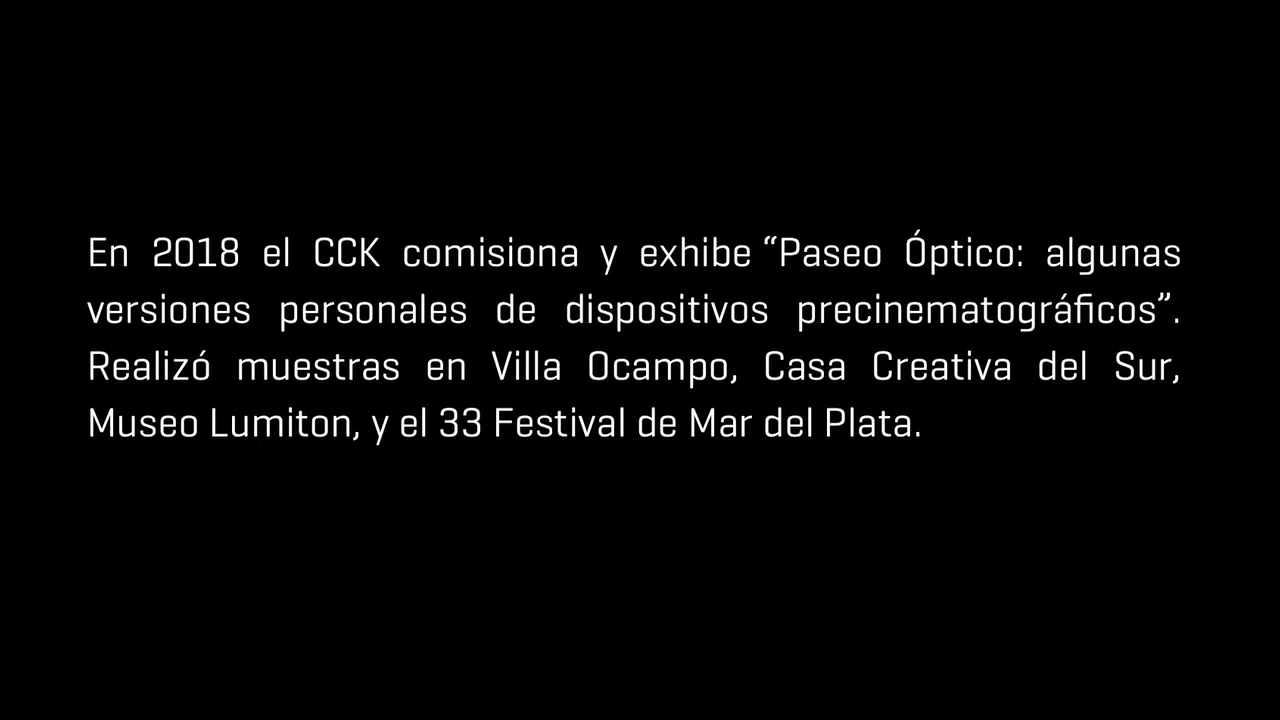 En 2018 el CCK comisiona y exhibe “Paseo Óptico: algunas
versiones personales de dispositivos precinematográficos”.
Realizó muestras en Villa Ocampo, Casa Creativa del Sur,
Museo Lumiton, y el 33 Festival de Mar del Plata.